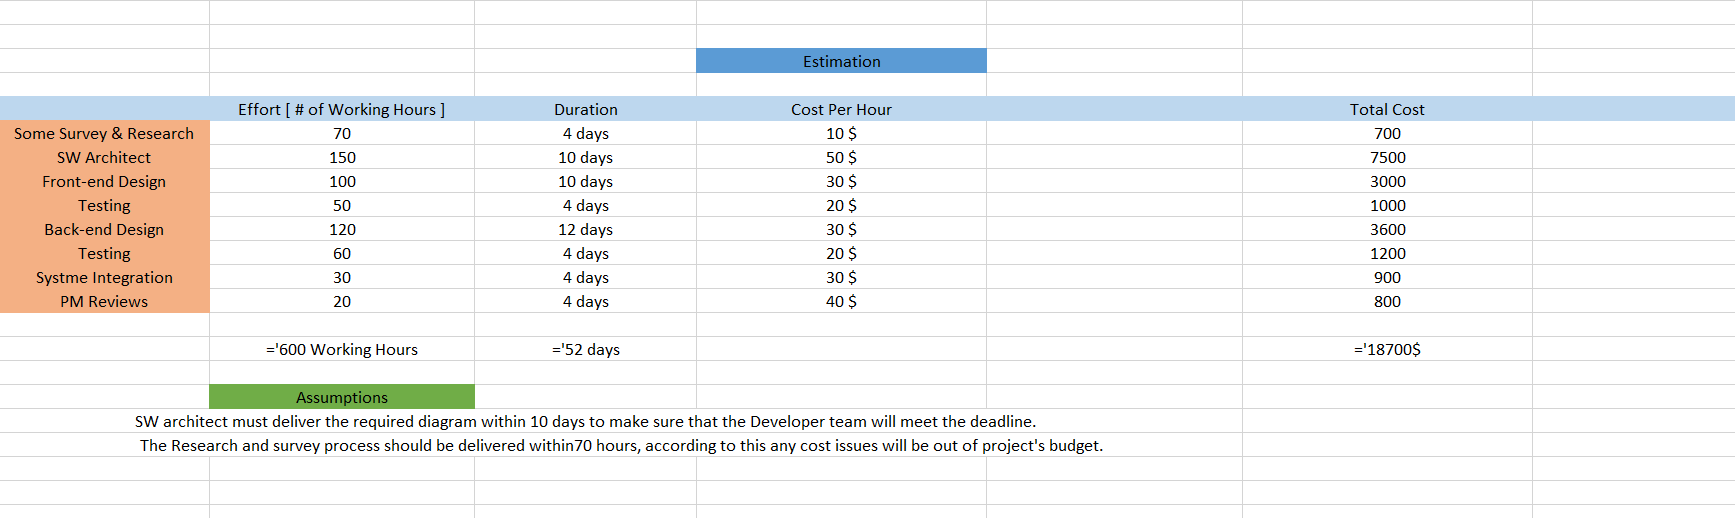 Estimation
Effort [ # of Working Hours ] Duration Cost Per Hour Total Cost
Some Survey & Research 70 4 days 10 $ 700
SW Architect 150 10 days 50 $ 7500
Front-end Design 100 10 days 30 $ 3000
Testing 50 4 days 20 $ 1000
Back-end Design 120 12 days 30 $ 3600
Testing 60 4 days 20 $ 1200
Systme Integration 30 4 days 30 $ 900
PM Reviews 20 4 days 40 $ 800
='600 Working Hours ='52 days ='18700$
Assumptions
SW architect must deliver the required diagram within 10 days to make sure that the Developer team will meet the deadline.
The Research and survey process should be delivered within70 hours, according to this any cost issues will be out of project's budget.